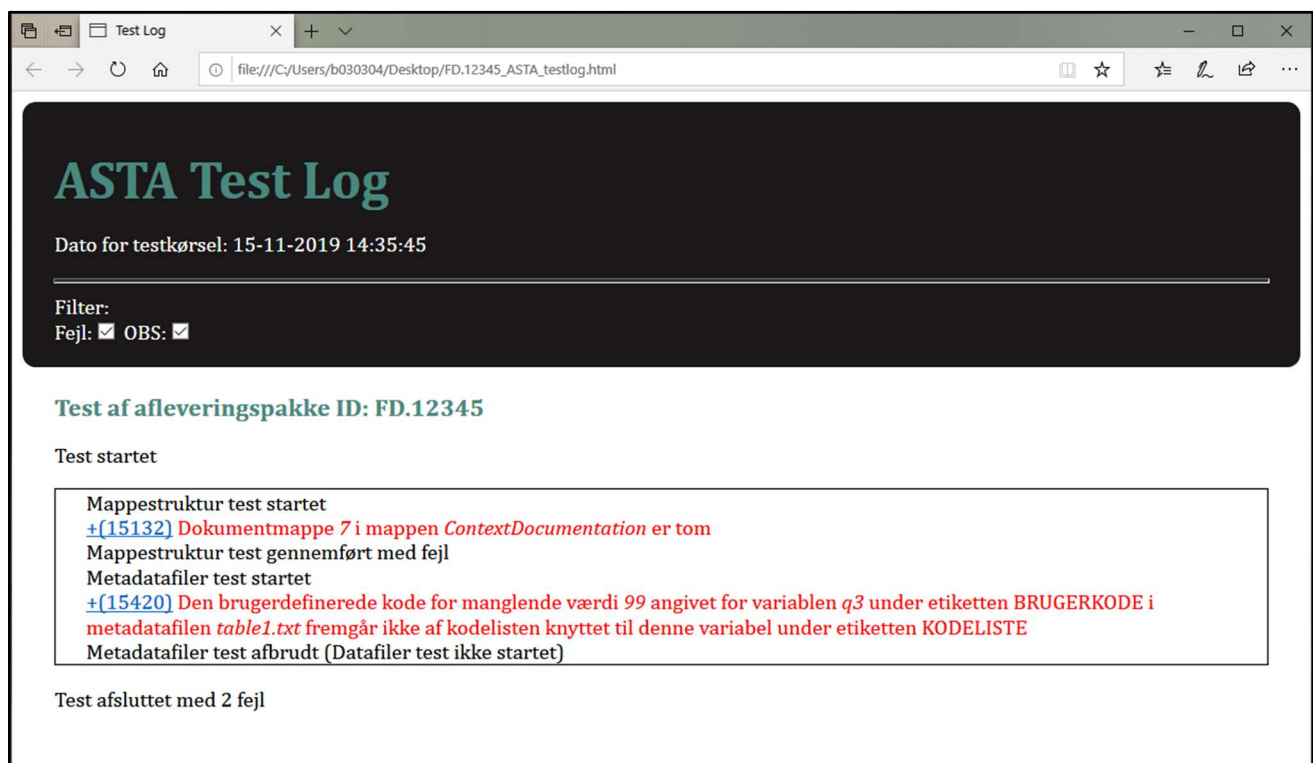 Test Log
file:///C:/Users/b030304/Desktop/FD.12345_ASTA_testlog.html
ASTA Test Log
Dato for testkørsel: 15-11-2019 14:35:45
Filter:
Fejl: OBS:
Test af afleveringspakke ID: FD.12345
Test startet
Mappestruktur test startet
+(15132) Dokumentmappe 7 i mappen ContextDocumentation er tom
Mappestruktur test gennemført med fejl
Metadatafiler test startet
+(15420) Den brugerdefinerede kode for manglende værdi 99 angivet for variablen q3 under etiketten BRUGERKODE i
metadatafilen table1.txt fremgår ikke af kodelisten knyttet til denne variabel under etiketten KODELISTE
Metadatafiler test afbrudt (Datafiler test ikke startet)
Test afsluttet med 2 fejl